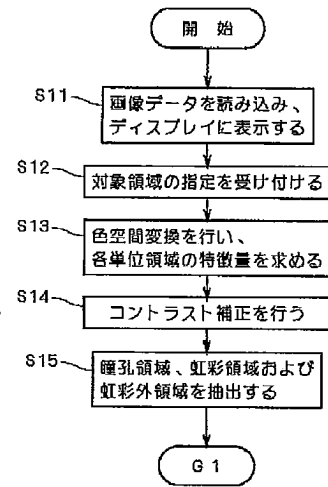 開 始
S11
画像データを読み込み、
ディスプレイに表示する
S12
対象領域の指定を受け付ける
S13
色空間変換を行い、
各単位領域の特徴量を求める
S14
コントラスト補正を行う
S15
瞳孔領域、虹彩領域および
虹彩外領域を抽出する
G 1